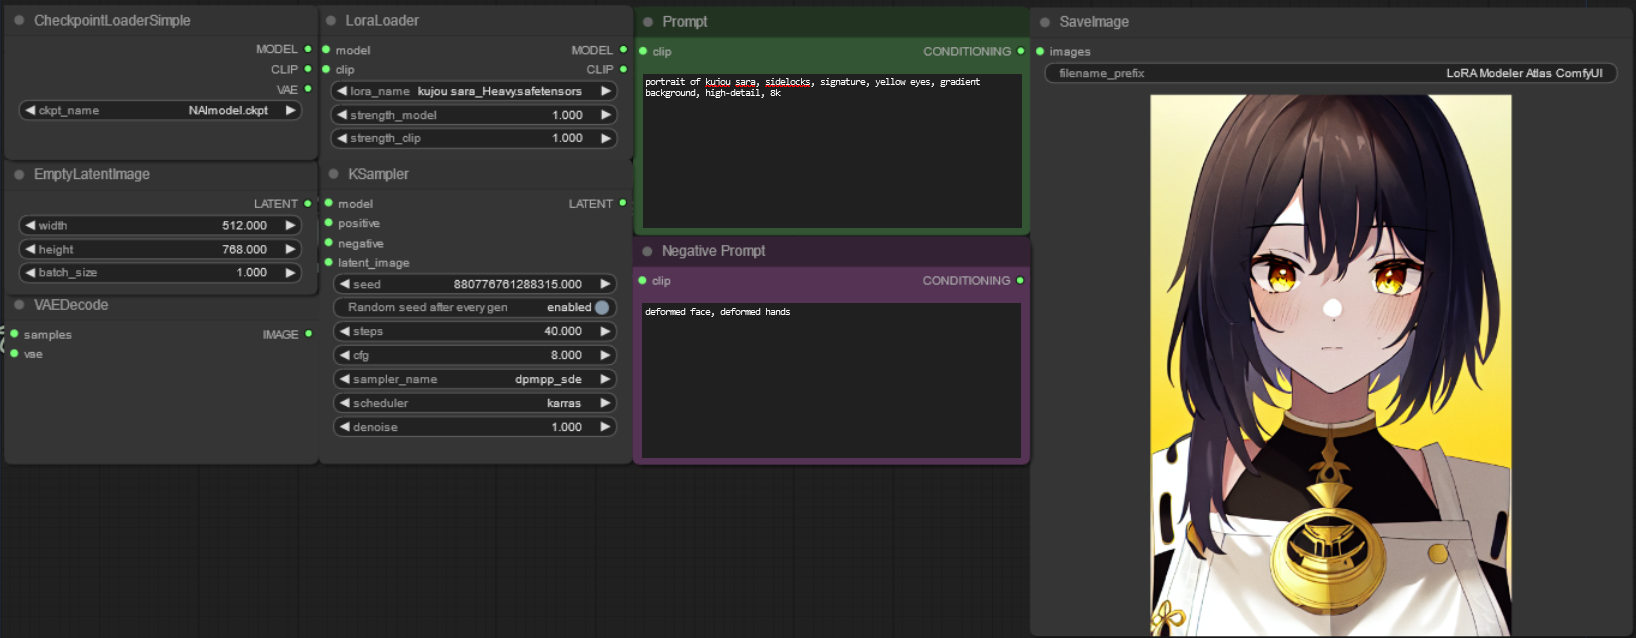 CheckpointLoaderSimple
MODEL
CLIP
VAE
ckpt_name NAImodel.ckpt
EmptyLatentImage
LATENT
width 512.000
height 768.000
batch_size 1.000
VAEDecode
samples IMAGE
vae
LoraLoader
model MODEL
clip CLIP
lora_name kujou sara_Heavy.safetensors
strength_model 1.000
strength_clip 1.000
KSampler
model LATENT
positive
negative
latent_image
seed 880776761288315.000
Random seed after every gen enabled
steps 40.000
cfg 8.000
sampler_name dpmpp_sde
scheduler karras
denoise 1.000
Prompt
clip CONDITIONING
portrait of kujou sara, sidelocks, signature, yellow eyes, gradient
background, high-detail, 8k
Negative Prompt
clip CONDITIONING
deformed face, deformed hands
SaveImage
images
filename_prefix LoRA Modeler Atlas ComfyUI